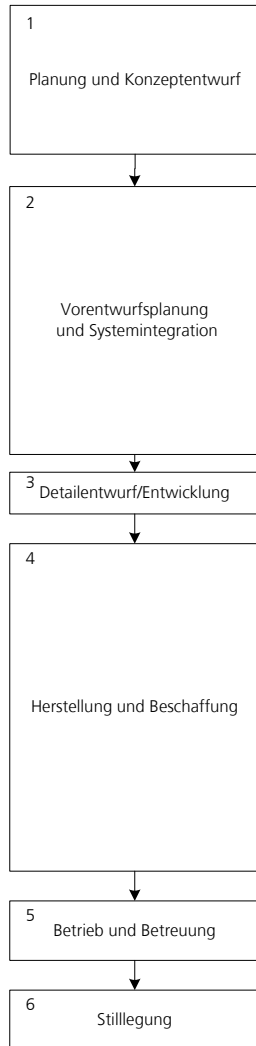 1
Planung und Konzeptentwurf
2
Vorentwurfsplanung
und Systemintegration
3
Detailentwurf/Entwicklung
4
Herstellung und Beschaffung
5
Betrieb und Betreuung
6
Stilllegung